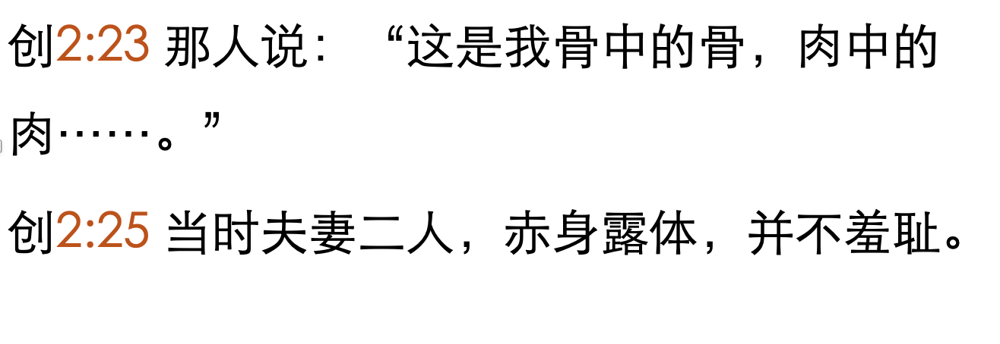 创2:23 那人说：“这是我骨中的骨，肉中的
肉……。”
创2:25 当时夫妻二人，赤身露体，并不羞耻。